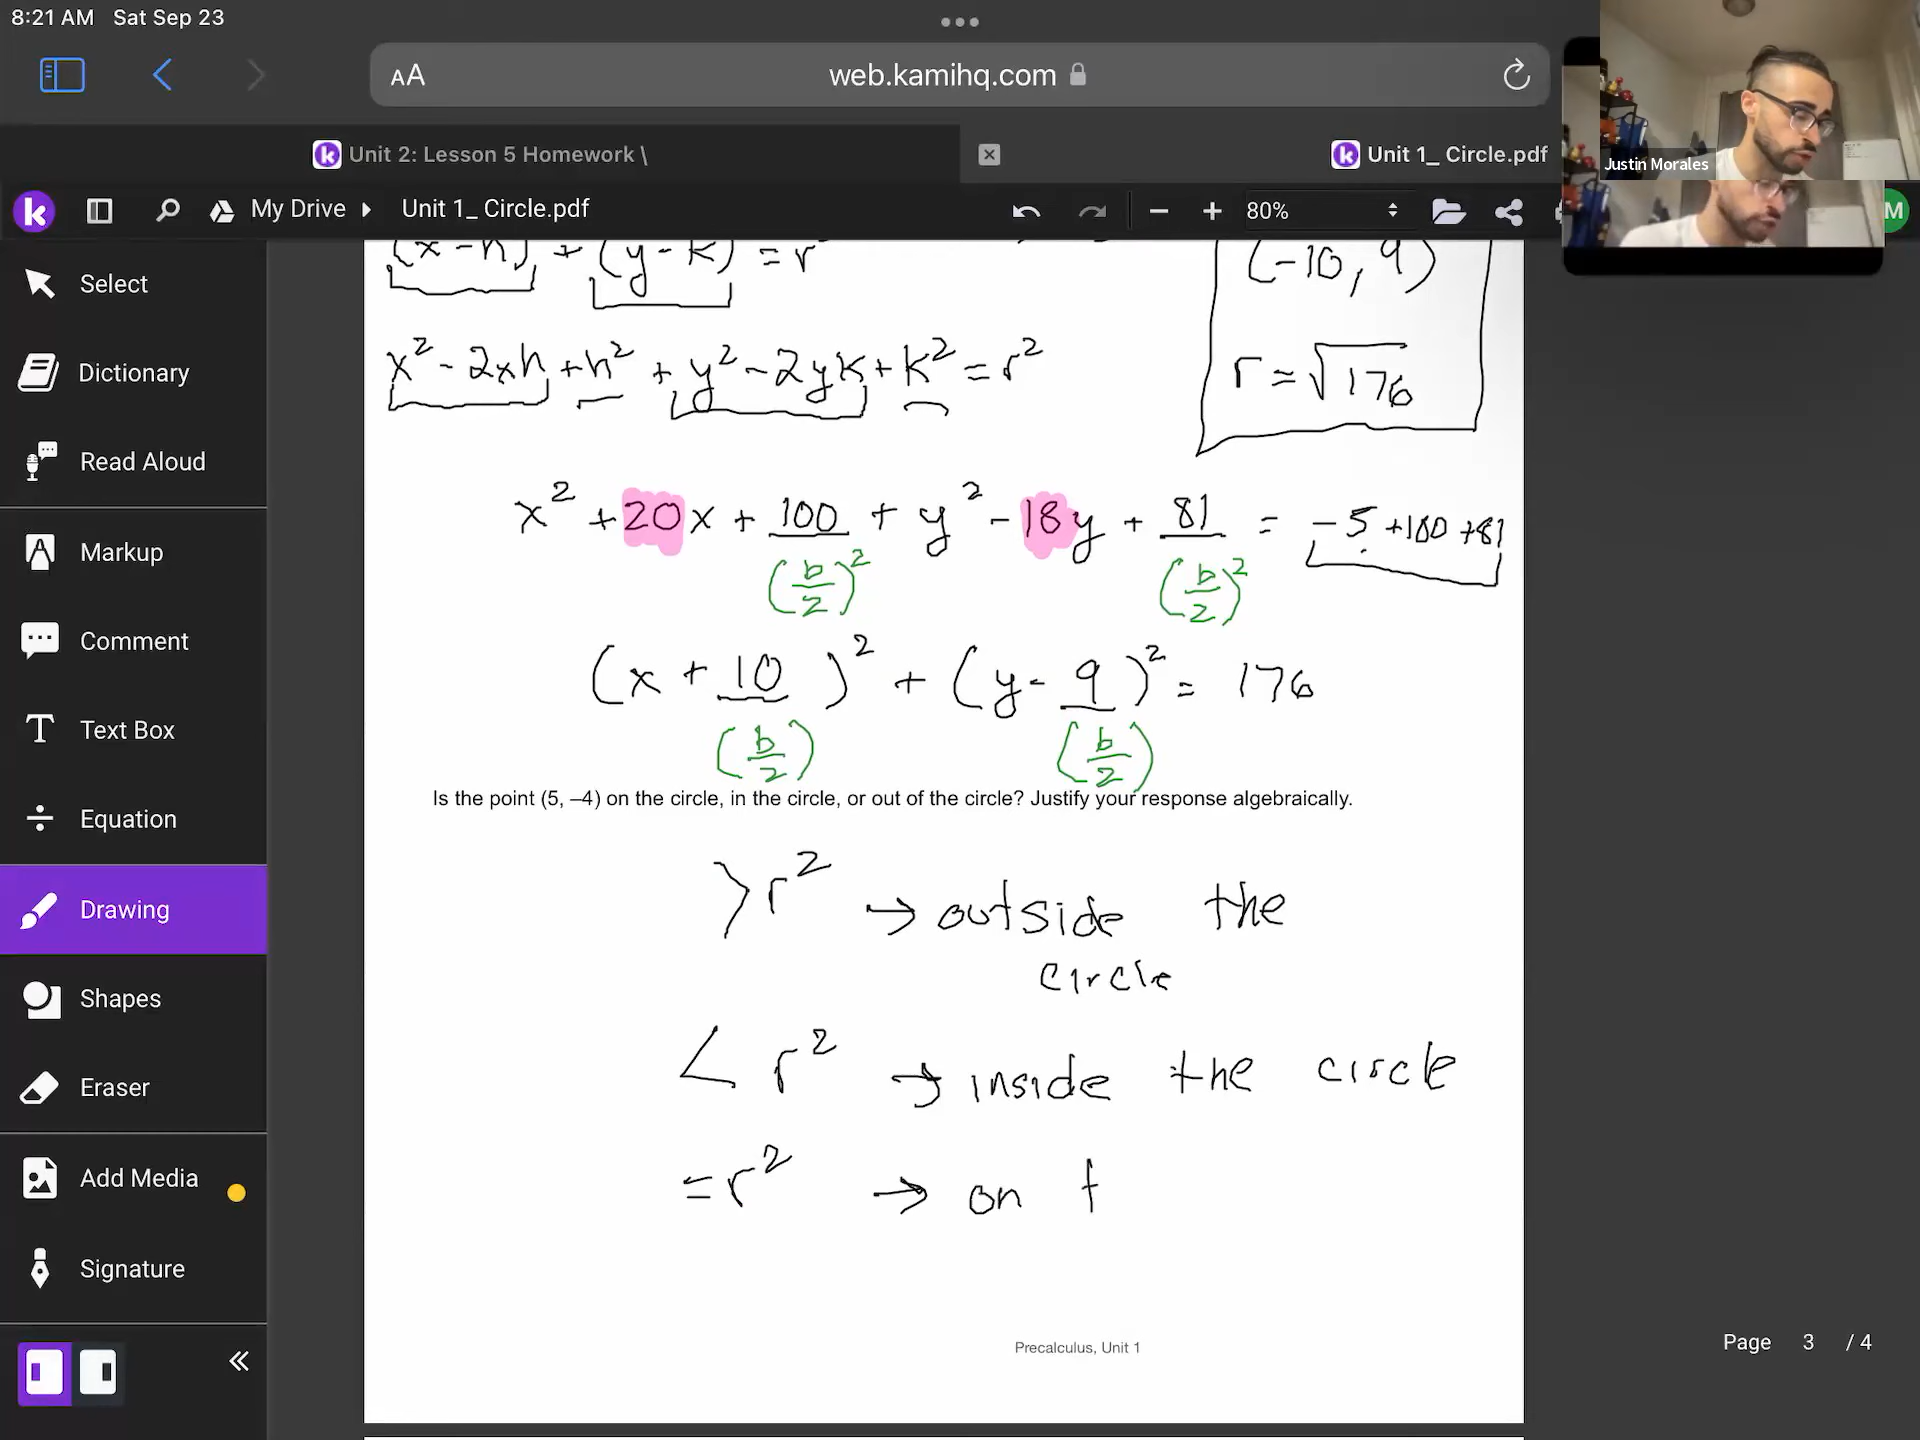 8:21 AM Sat Sep 23
AA
web.kamihq.com
Unit 2: Lesson 5 Homework \
Unit 1_ Circle.pdf
Justin Morales
My Drive
Unit 1_ Circle.pdf
80%
M
Select
Dictionary
Read Aloud
Markup
Comment
Text Box
Equation
Drawing
Shapes
Eraser
Add Media
Signature
(x-h) + (y-k) = r
(-10, 9)
x² - 2xh + h² + y² - 2yk + k² = r²
r = √176
x² + 20x + 100 + y² - 18y + 81 = -5 +100 +81
(b/2)² (b/2)²
(x + 10)² + (y - 9)² = 176
(b/2) (b/2)
Is the point (5, –4) on the circle, in the circle, or out of the circle? Justify your response algebraically.
> r² → outside the
circle
< r² → inside the circle
= r² → on t
Precalculus, Unit 1
Page 3 / 4